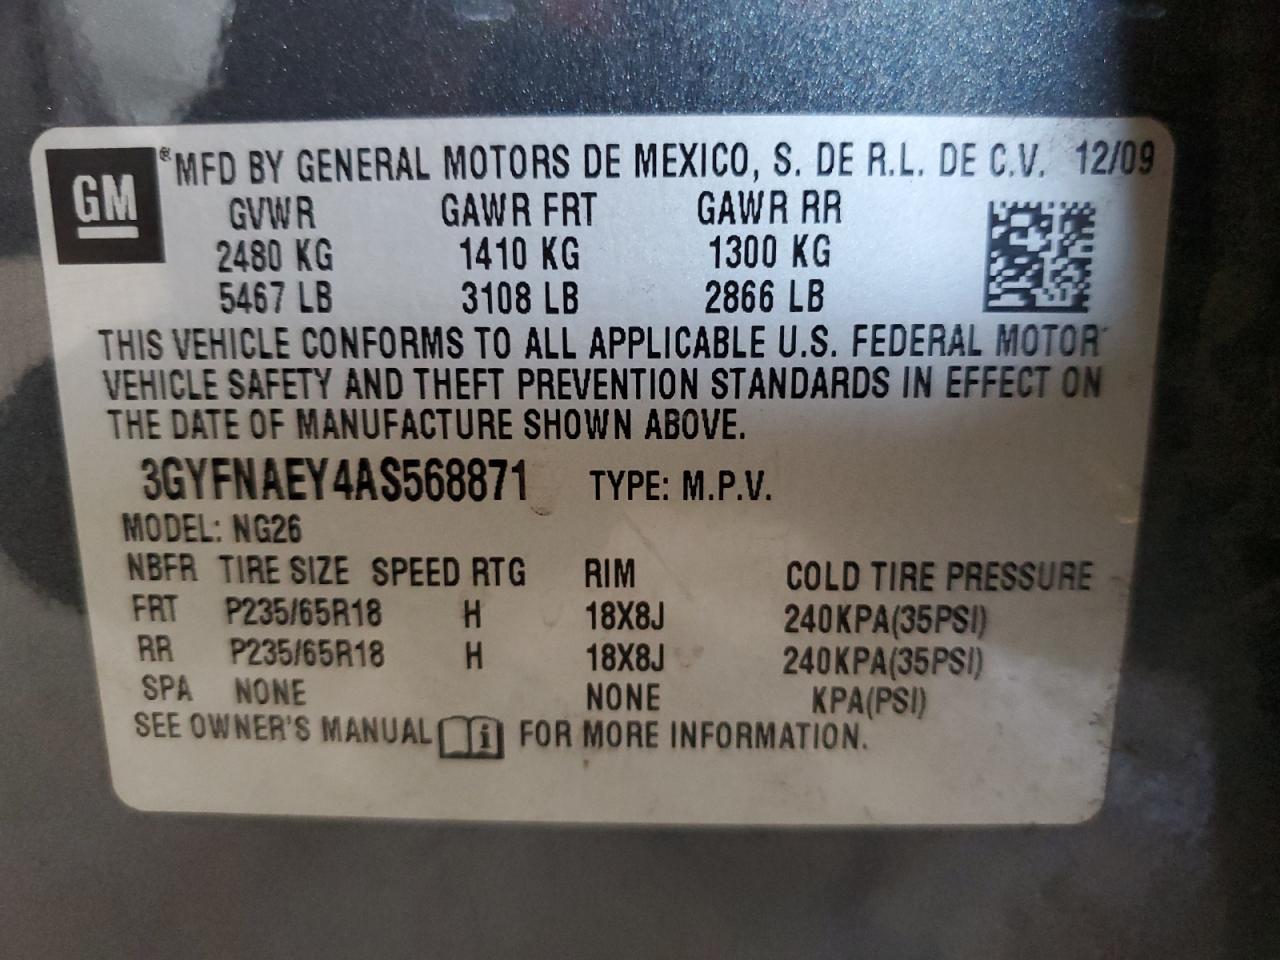 GM ® MFD BY GENERAL MOTORS DE MEXICO, S. DE R.L. DE C.V. 12/09
GVWR GAWR FRT GAWR RR
2480 KG 1410 KG 1300 KG
5467 LB 3108 LB 2866 LB
THIS VEHICLE CONFORMS TO ALL APPLICABLE U.S. FEDERAL MOTOR
VEHICLE SAFETY AND THEFT PREVENTION STANDARDS IN EFFECT ON
THE DATE OF MANUFACTURE SHOWN ABOVE.
3GYFNAEY4AS568871 TYPE: M.P.V.
MODEL: NG26
NBFR TIRE SIZE SPEED RTG RIM COLD TIRE PRESSURE
FRT P235/65R18 H 18X8J 240KPA(35PSI)
RR P235/65R18 H 18X8J 240KPA(35PSI)
SPA NONE NONE KPA(PSI)
SEE OWNER'S MANUAL i FOR MORE INFORMATION.